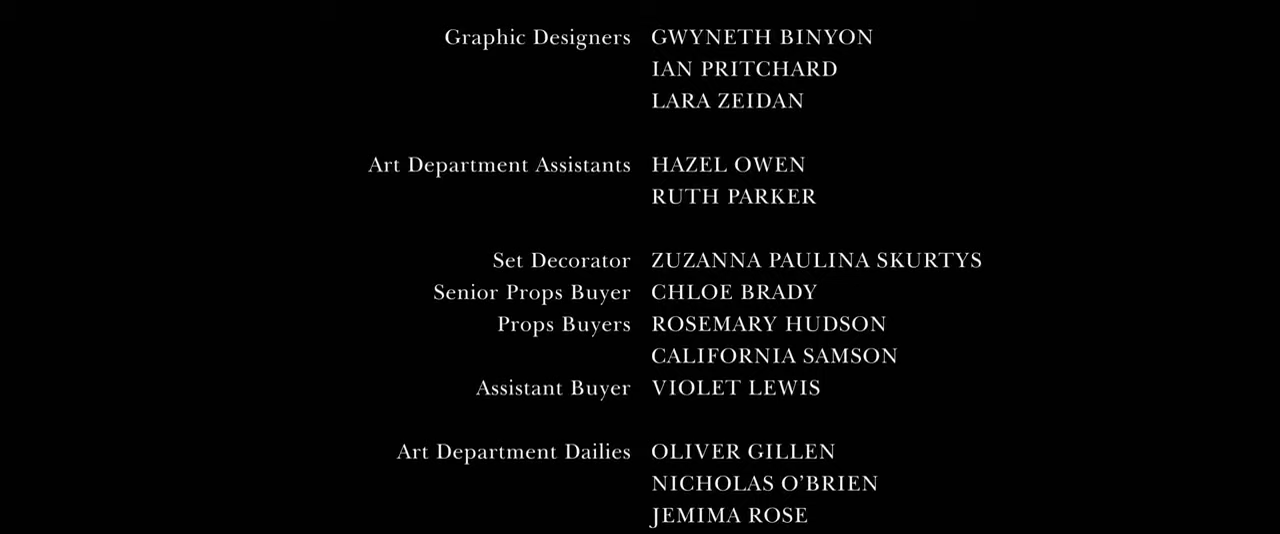 Graphic Designers GWYNETH BINYON
IAN PRITCHARD
LARA ZEIDAN
Art Department Assistants HAZEL OWEN
RUTH PARKER
Set Decorator ZUZANNA PAULINA SKURTYS
Senior Props Buyer CHLOE BRADY
Props Buyers ROSEMARY HUDSON
CALIFORNIA SAMSON
Assistant Buyer VIOLET LEWIS
Art Department Dailies OLIVER GILLEN
NICHOLAS O’BRIEN
JEMIMA ROSE